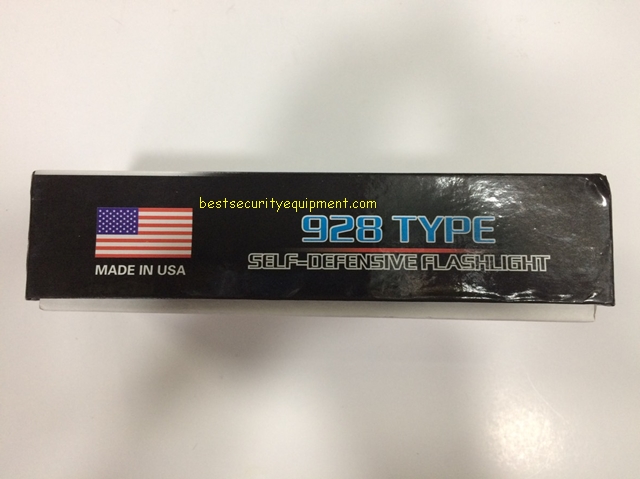 bestsecurityequipment.com
928 TYPE
SELF-DEFENSIVE FLASHLIGHT
MADE IN USA